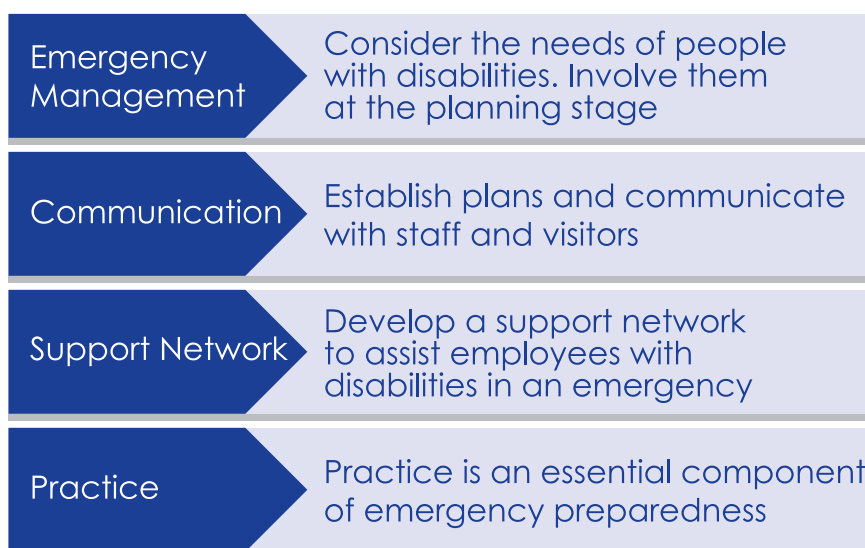 Emergency
Management
Consider the needs of people
with disabilities. Involve them
at the planning stage
Communication
Establish plans and communicate
with staff and visitors
Support Network
Develop a support network
to assist employees with
disabilities in an emergency
Practice
Practice is an essential component
of emergency preparedness